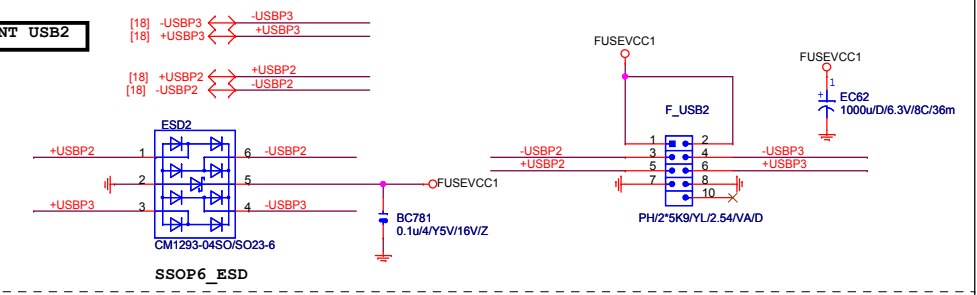 NT USB2
[18] -USBP3
-USBP3
[18] +USBP3
+USBP3
[18] +USBP2
+USBP2
[18] -USBP2
-USBP2
ESD2
+USBP2
1
6
-USBP2
2
5
FUSEVCC1
+USBP3
3
4
-USBP3
CM1293-04SO/SO23-6
SSOP6_ESD
BC781
0.1u/4/Y5V/16V/Z
FUSEVCC1
F_USB2
1
2
-USBP2
3
4
-USBP3
+USBP2
5
6
+USBP3
7
8
10
PH/2*5K9/YL/2.54/VA/D
FUSEVCC1
1
+
EC62
1000u/D/6.3V/8C/36m